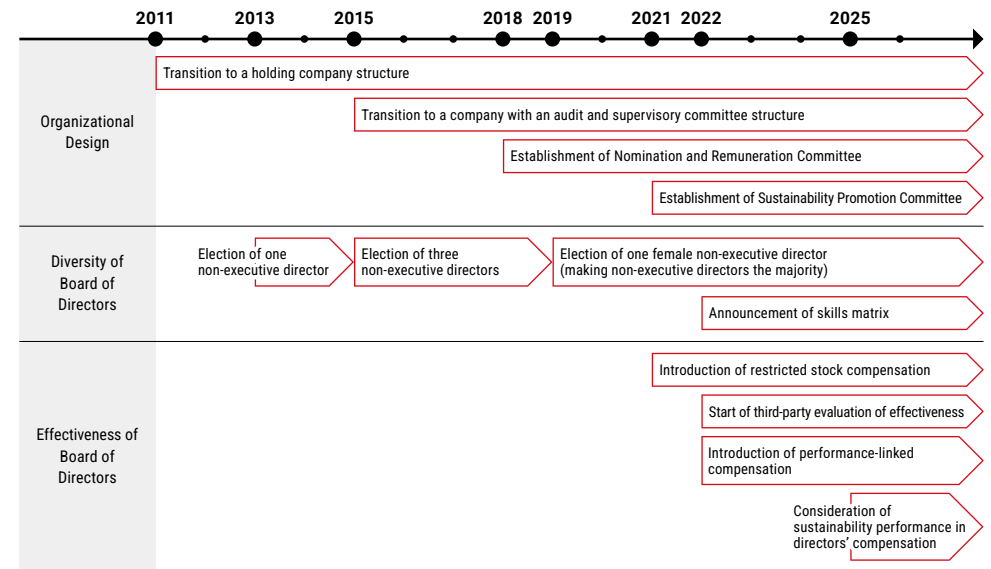 2011 2013 2015 2018 2019 2021 2022 2025
Organizational
Design
Transition to a holding company structure
Transition to a company with an audit and supervisory committee structure
Establishment of Nomination and Remuneration Committee
Establishment of Sustainability Promotion Committee
Diversity of
Board of
Directors
Election of one
non-executive director
Election of three
non-executive directors
Election of one female non-executive director
(making non-executive directors the majority)
Announcement of skills matrix
Effectiveness of
Board of
Directors
Introduction of restricted stock compensation
Start of third-party evaluation of effectiveness
Introduction of performance-linked
compensation
Consideration of
sustainability performance in
directors’ compensation